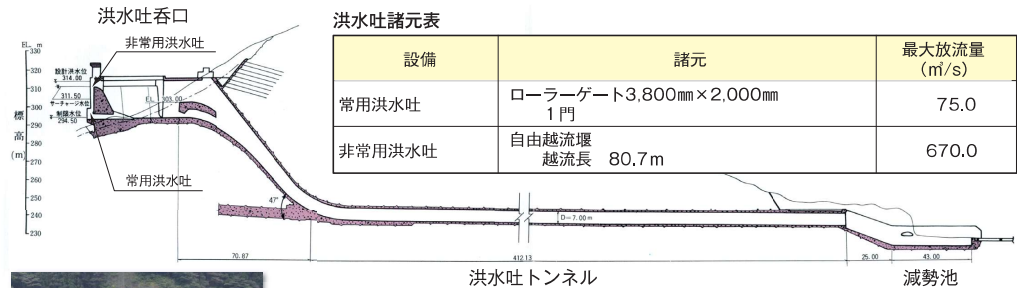 洪水吐呑口
非常用洪水吐
EL. m
330
320
310
300
290
280
270
260
250
240
230
標高(m)
設計洪水位
314.00
311.50
サーチャージ水位
制限水位
294.50
EL. 303.00
常用洪水吐
47°
D=7.00m
70.87
412.13
25.00
43.00
洪水吐トンネル
減勢池
洪水吐諸元表
設備
諸元
最大放流量
(㎥/s)
常用洪水吐
ローラーゲート3,800㎜×2,000㎜
1門
75.0
非常用洪水吐
自由越流堰
越流長 80.7m
670.0